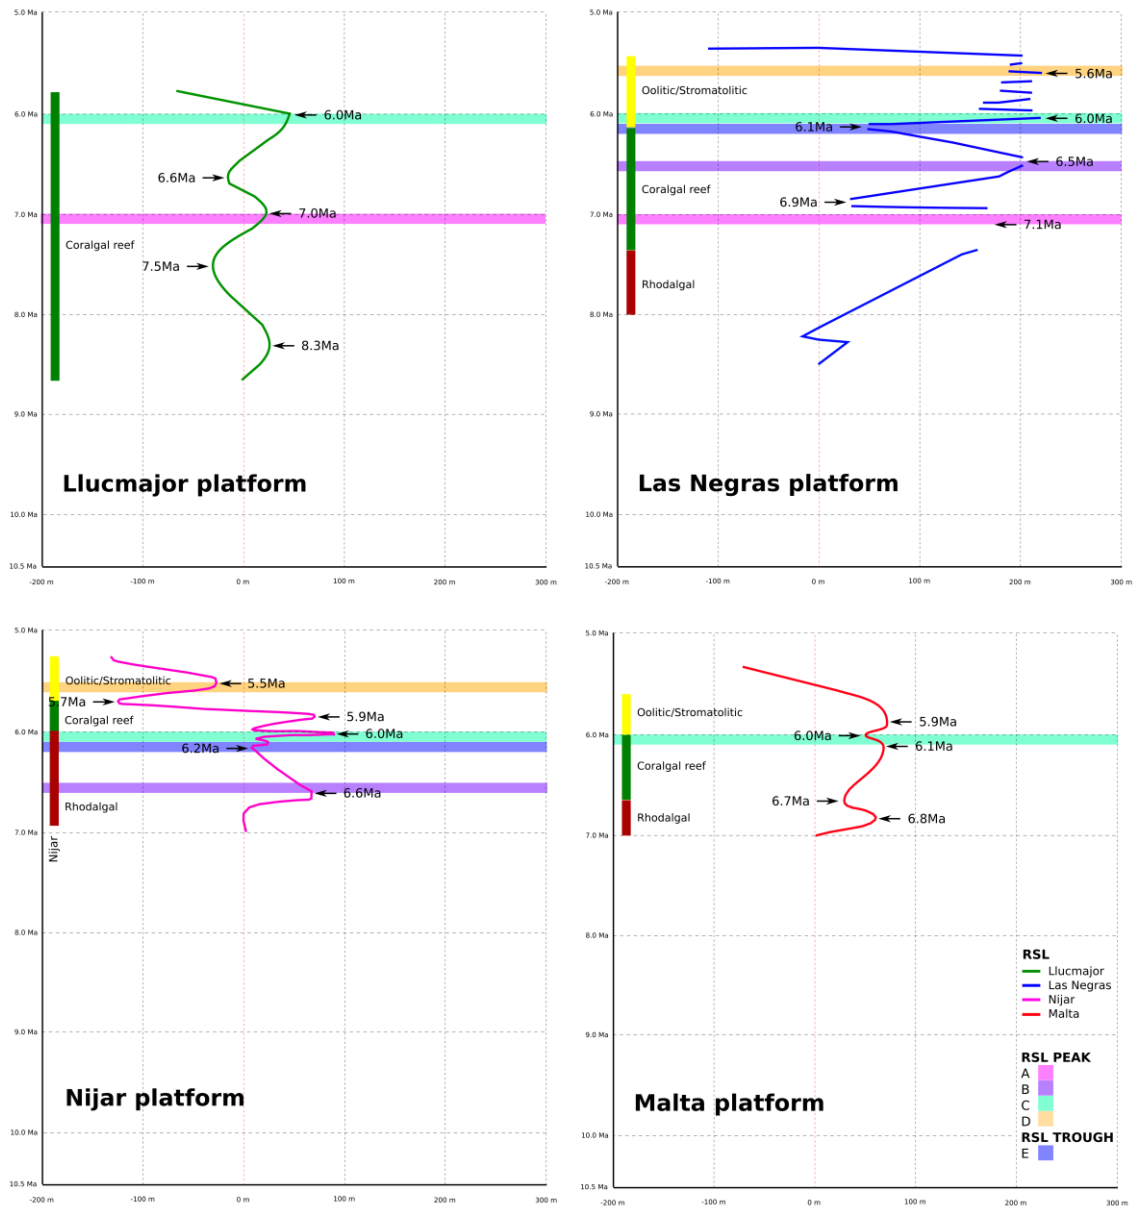 5.0 Ma
6.0 Ma
7.0 Ma
8.0 Ma
9.0 Ma
10.0 Ma
10.5 Ma
-200 m
-100 m
0 m
100 m
200 m
300 m
6.0Ma
6.6Ma
7.0Ma
7.5Ma
8.3Ma
Coralgal reef
Llucmajor platform
5.0 Ma
6.0 Ma
7.0 Ma
8.0 Ma
9.0 Ma
10.0 Ma
10.5 Ma
-200 m
-100 m
0 m
100 m
200 m
300 m
Oolitic/Stromatolitic
Coralgal reef
Rhodalgal
5.6Ma
6.0Ma
6.1Ma
6.5Ma
6.9Ma
7.1Ma
Las Negras platform
5.0 Ma
6.0 Ma
7.0 Ma
8.0 Ma
9.0 Ma
10.0 Ma
10.5 Ma
-200 m
-100 m
0 m
100 m
200 m
300 m
Oolitic/Stromatolitic
Coralgal reef
Rhodalgal
Nijar
5.5Ma
5.7Ma
5.9Ma
6.0Ma
6.2Ma
6.6Ma
Nijar platform
5.0 Ma
6.0 Ma
7.0 Ma
8.0 Ma
9.0 Ma
10.0 Ma
10.5 Ma
-200 m
-100 m
0 m
100 m
200 m
300 m
Oolitic/Stromatolitic
Coralgal reef
Rhodalgal
5.9Ma
6.0Ma
6.1Ma
6.7Ma
6.8Ma
Malta platform
RSL
Llucmajor
Las Negras
Nijar
Malta
RSL PEAK
A
B
C
D
RSL TROUGH
E